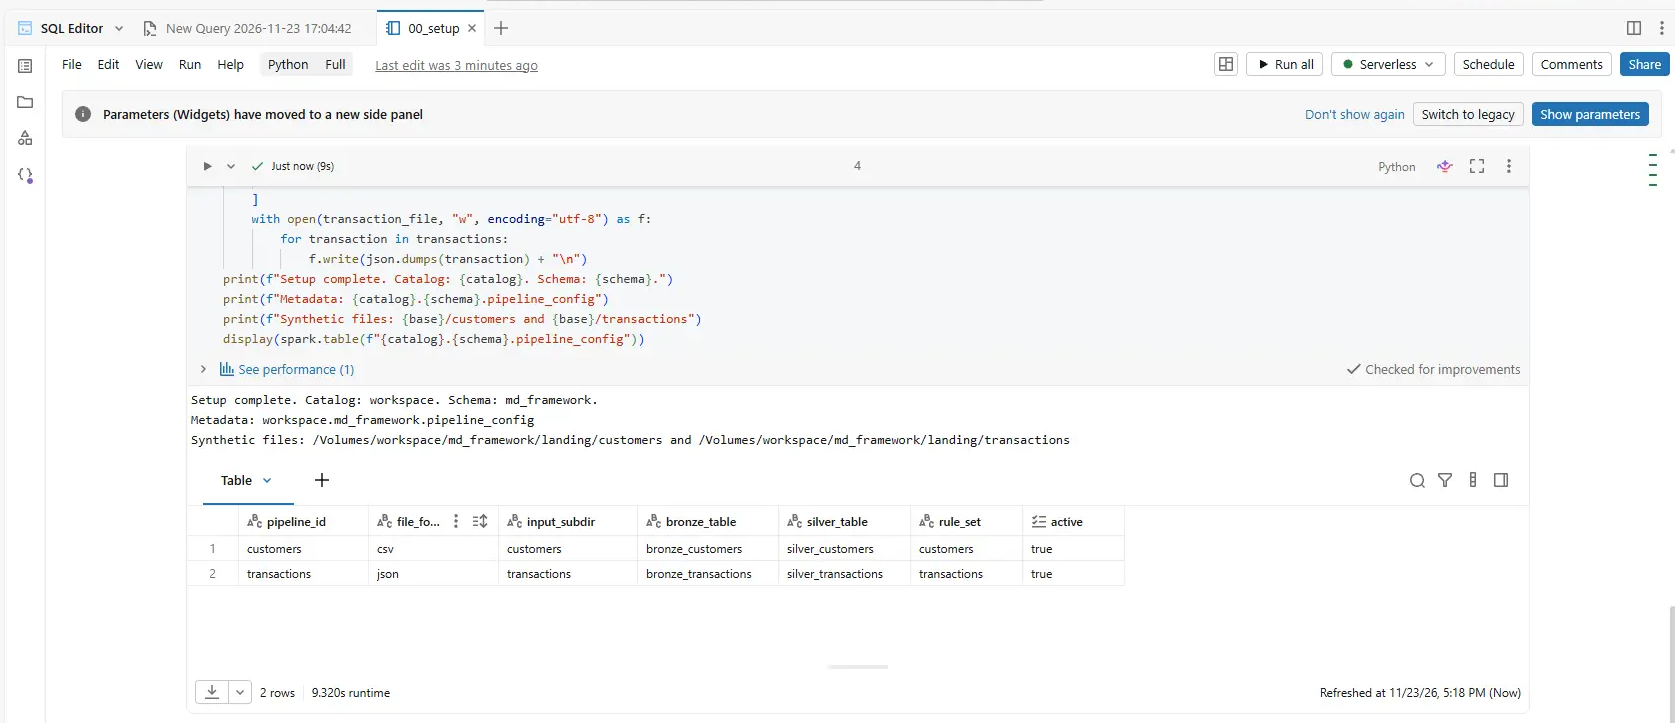 SQL Editor New Query 2026-11-23 17:04:42 00_setup
File Edit View Run Help Python Full Last edit was 3 minutes ago Run all Serverless Schedule Comments Share
Parameters (Widgets) have moved to a new side panel Don't show again Switch to legacy Show parameters
Just now (9s) 4 Python
]
with open(transaction_file, "w", encoding="utf-8") as f:
for transaction in transactions:
f.write(json.dumps(transaction) + "\n")
print(f"Setup complete. Catalog: {catalog}. Schema: {schema}.")
print(f"Metadata: {catalog}.{schema}.pipeline_config")
print(f"Synthetic files: {base}/customers and {base}/transactions")
display(spark.table(f"{catalog}.{schema}.pipeline_config"))
See performance (1) Checked for improvements
Setup complete. Catalog: workspace. Schema: md_framework.
Metadata: workspace.md_framework.pipeline_config
Synthetic files: /Volumes/workspace/md_framework/landing/customers and /Volumes/workspace/md_framework/landing/transactions
Table
pipeline_id file_fo... input_subdir bronze_table silver_table rule_set active
1 customers csv customers bronze_customers silver_customers customers true
2 transactions json transactions bronze_transactions silver_transactions transactions true
2 rows 9.320s runtime Refreshed at 11/23/26, 5:18 PM (Now)